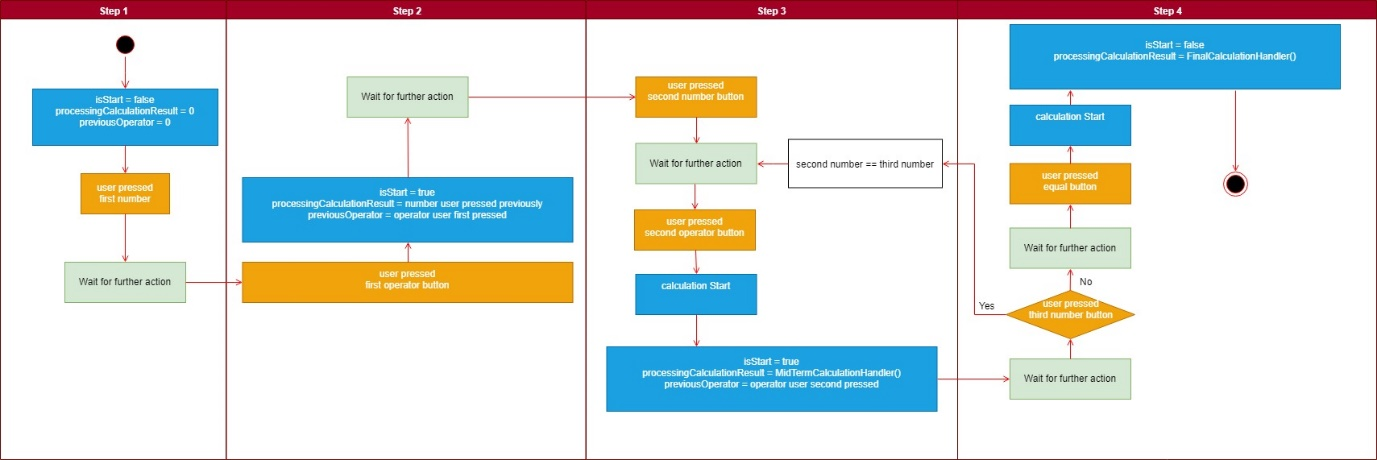 Step 1
Step 2
Step 3
Step 4
isStart = false
processingCalculationResult = 0
previousOperator = 0
user pressed
first number
Wait for further action
Wait for further action
isStart = true
processingCalculationResult = number user pressed previously
previousOperator = operator user first pressed
user pressed
first operator button
user pressed
second number button
Wait for further action
second number == third number
user pressed
second operator button
calculation Start
isStart = true
processingCalculationResult = MidTermCalculationHandler()
previousOperator = operator user second pressed
isStart = false
processingCalculationResult = FinalCalculationHandler()
calculation Start
user pressed
equal button
Wait for further action
No
Yes
user pressed
third number button
Wait for further action